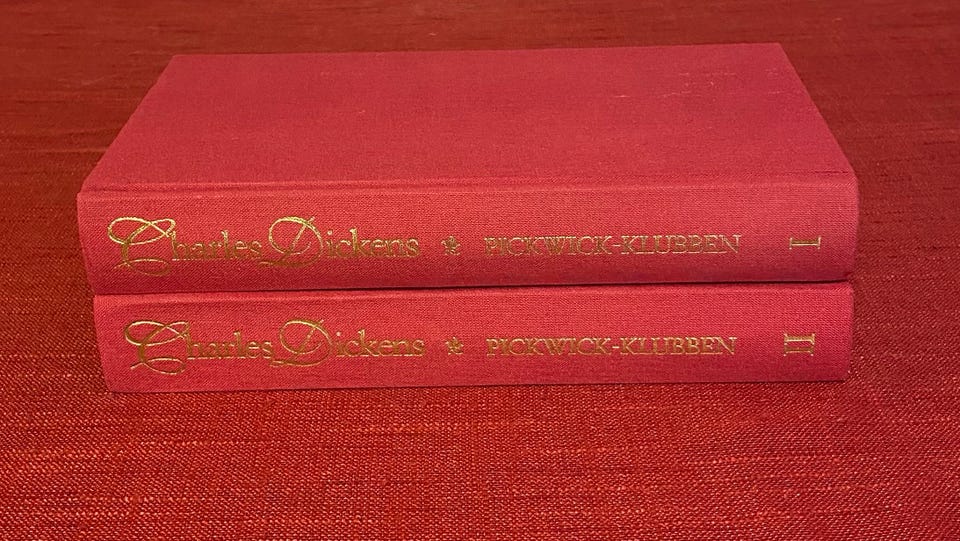 Charles Dickens * PICKWICK-KLUBBEN I
Charles Dickens * PICKWICK-KLUBBEN II